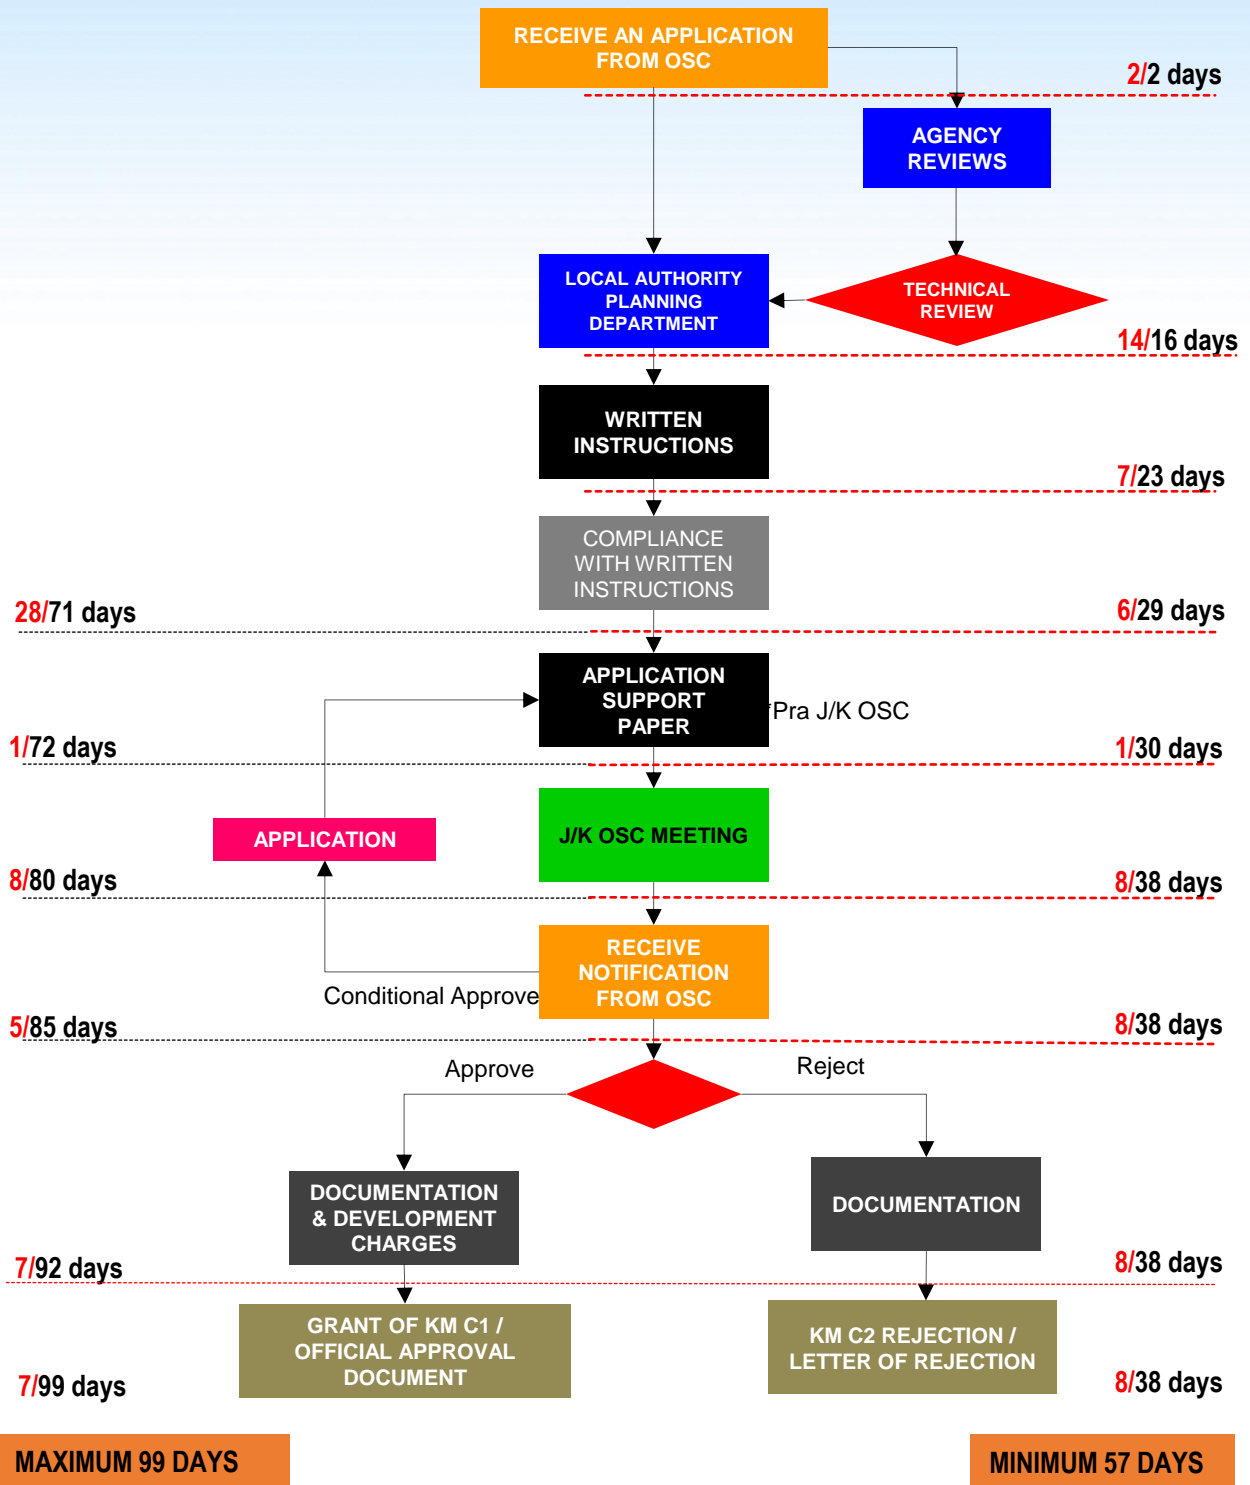 RECEIVE AN APPLICATION
FROM OSC
2/2 days
AGENCY
REVIEWS
LOCAL AUTHORITY
PLANNING
DEPARTMENT
TECHNICAL
REVIEW
14/16 days
WRITTEN
INSTRUCTIONS
7/23 days
COMPLIANCE
WITH WRITTEN
INSTRUCTIONS
28/71 days
6/29 days
APPLICATION
SUPPORT
PAPER
*Pra J/K OSC
1/72 days
1/30 days
APPLICATION
J/K OSC MEETING
8/80 days
8/38 days
RECEIVE
NOTIFICATION
FROM OSC
Conditional Approve
5/85 days
8/38 days
Approve
Reject
DOCUMENTATION
& DEVELOPMENT
CHARGES
DOCUMENTATION
7/92 days
8/38 days
GRANT OF KM C1 /
OFFICIAL APPROVAL
DOCUMENT
KM C2 REJECTION /
LETTER OF REJECTION
7/99 days
8/38 days
MAXIMUM 99 DAYS
MINIMUM 57 DAYS